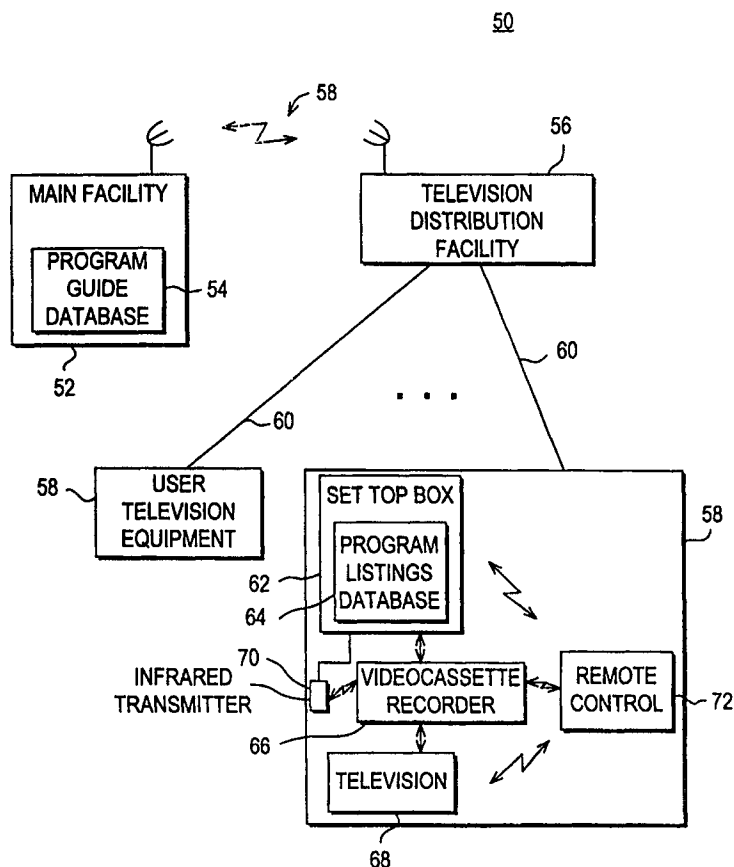 50
58
56
MAIN FACILITY
TELEVISION
DISTRIBUTION
FACILITY
PROGRAM
GUIDE
DATABASE
54
52
60
60
. . .
58
USER
TELEVISION
EQUIPMENT
SET TOP BOX
58
PROGRAM
LISTINGS
DATABASE
62
64
70
INFRARED
TRANSMITTER
VIDEOCASSETTE
RECORDER
REMOTE
CONTROL
72
66
TELEVISION
68